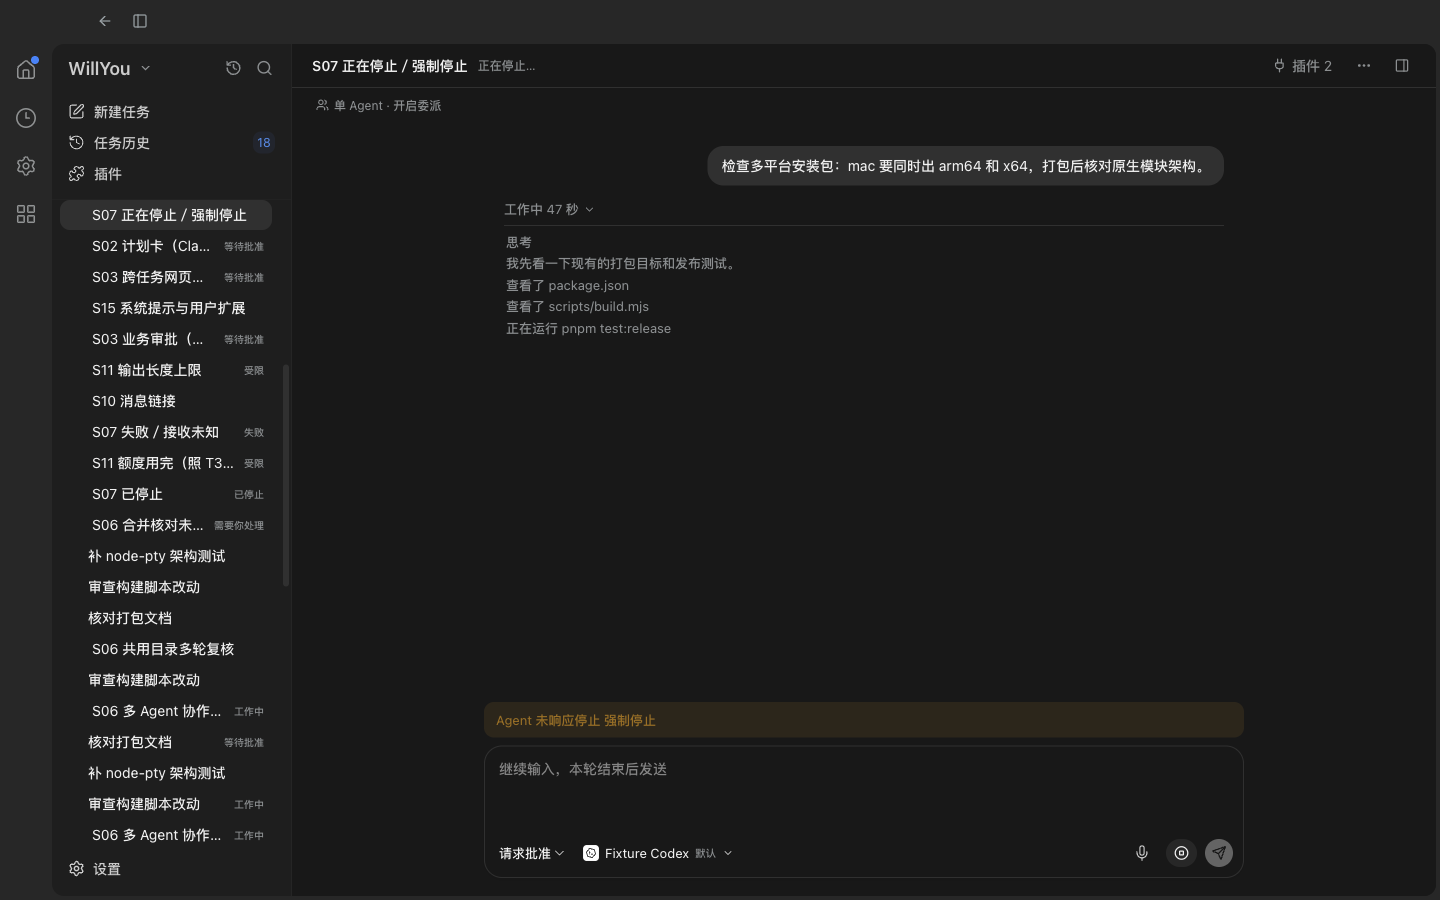 WillYou
新建任务
任务历史 18
插件
S07 正在停止 / 强制停止
S02 计划卡（Cla... 等待批准
S03 跨任务网页... 等待批准
S15 系统提示与用户扩展
S03 业务审批（... 等待批准
S11 输出长度上限 受限
S10 消息链接
S07 失败 / 接收未知 失败
S11 额度用完（照 T3... 受限
S07 已停止 已停止
S06 合并核对未... 需要你处理
补 node-pty 架构测试
审查构建脚本改动
核对打包文档
S06 共用目录多轮复核
审查构建脚本改动
S06 多 Agent 协作... 工作中
核对打包文档 等待批准
补 node-pty 架构测试
审查构建脚本改动 工作中
S06 多 Agent 协作... 工作中
设置
S07 正在停止 / 强制停止 正在停止...
插件 2
单 Agent · 开启委派
检查多平台安装包：mac 要同时出 arm64 和 x64，打包后核对原生模块架构。
工作中 47 秒
思考
我先看一下现有的打包目标和发布测试。
查看了 package.json
查看了 scripts/build.mjs
正在运行 pnpm test:release
Agent 未响应停止 强制停止
继续输入，本轮结束后发送
请求批准 Fixture Codex 默认